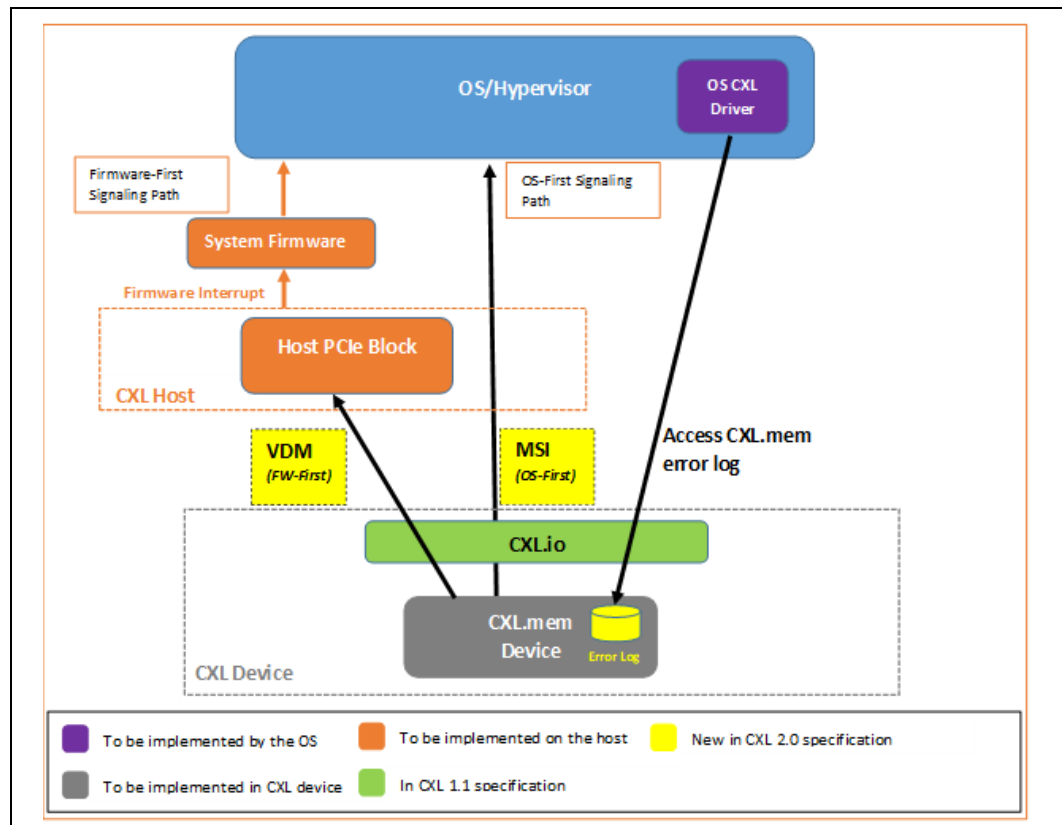 OS/Hypervisor
OS CXL
Driver
Firmware-First
Signaling Path
OS-First Signaling
Path
System Firmware
Firmware Interrupt
Host PCIe Block
CXL Host
VDM
(FW-First)
MSI
(OS-First)
Access CXL.mem
error log
CXL.io
CXL.mem
Device
Error Log
CXL Device
To be implemented by the OS
To be implemented on the host
New in CXL 2.0 specification
To be implemented in CXL device
In CXL 1.1 specification